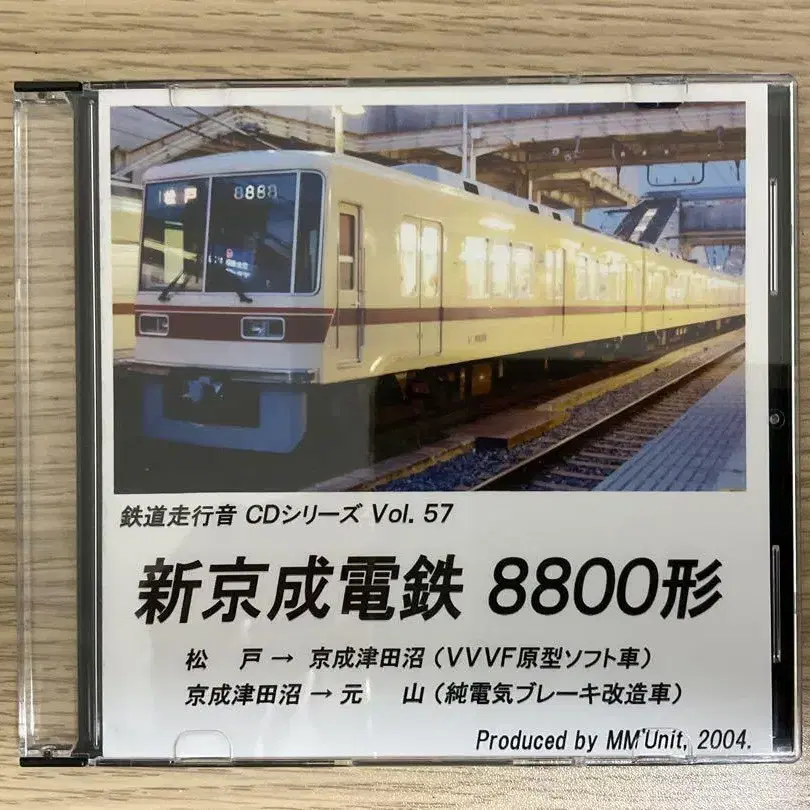 松戸 8888
鉄道走行音 CDシリーズ Vol. 57
新京成電鉄 8800形
松　戸 → 京成津田沼 (VVVF原型ソフト車)
京成津田沼 → 元　山 (純電気ブレーキ改造車)
Produced by MM'Unit, 2004.